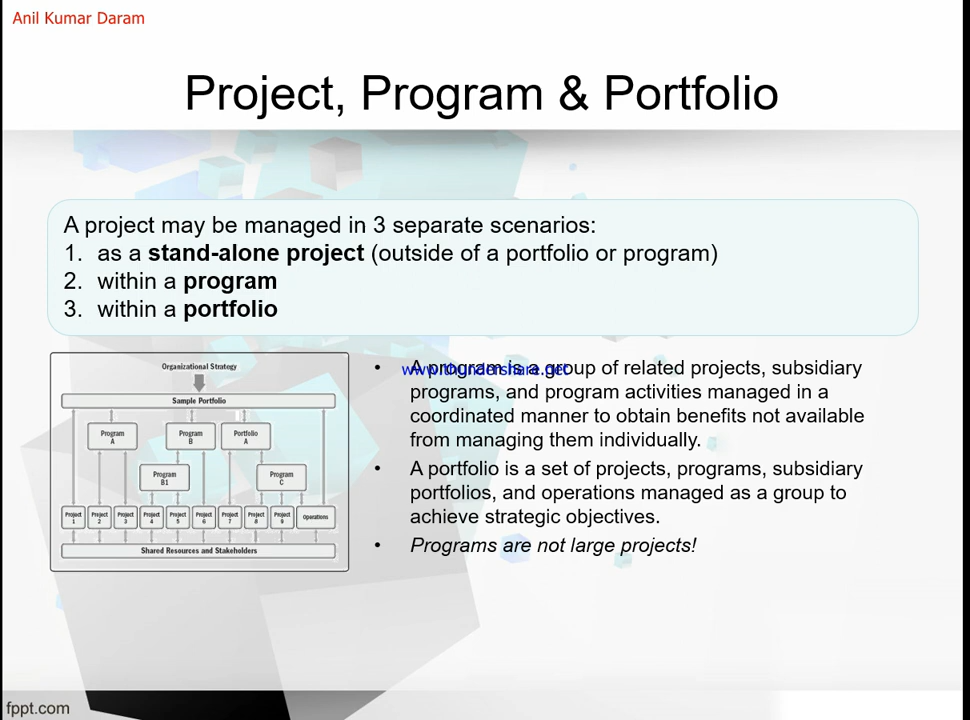 Anil Kumar Daram
Project, Program & Portfolio
A project may be managed in 3 separate scenarios:
1. as a stand-alone project (outside of a portfolio or program)
2. within a program
3. within a portfolio
Organizational Strategy
Sample Portfolio
Program A
Program B
Portfolio A
Program B1
Program C
Project 1
Project 2
Project 3
Project 4
Project 5
Project 6
Project 7
Project 8
Project 9
Operations
Shared Resources and Stakeholders
www.thundershare.net
• A program is a group of related projects, subsidiary
programs, and program activities managed in a
coordinated manner to obtain benefits not available
from managing them individually.
• A portfolio is a set of projects, programs, subsidiary
portfolios, and operations managed as a group to
achieve strategic objectives.
• Programs are not large projects!
fppt.com